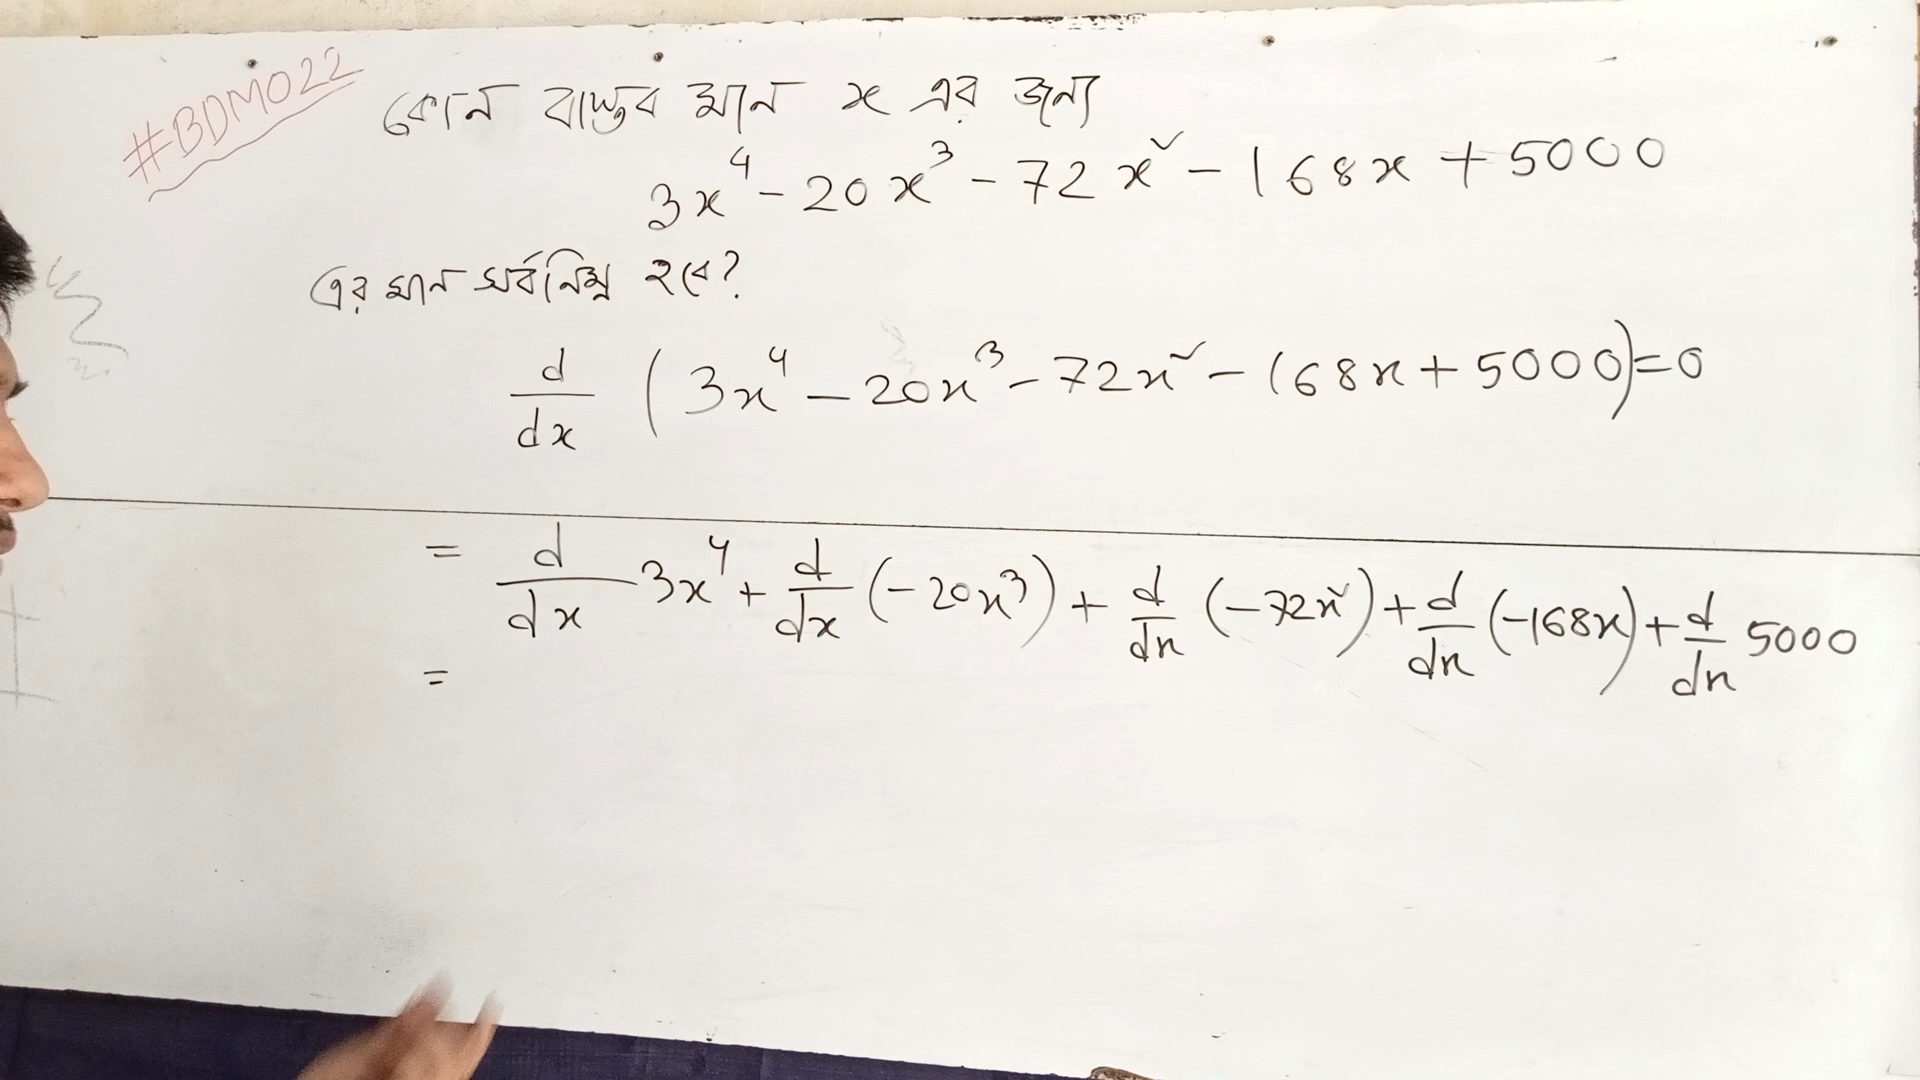 #BDMO22
কোন বাস্তব মান x এর জন্য
3x⁴ - 20x³ - 72x² - 168x + 5000
এর মান সর্বনিম্ন হবে?
d/dx (3x⁴ - 20x³ - 72x² - 168x + 5000) = 0
= d/dx 3x⁴ + d/dx (-20x³) + d/dx (-72x²) + d/dx (-168x) + d/dx 5000
=